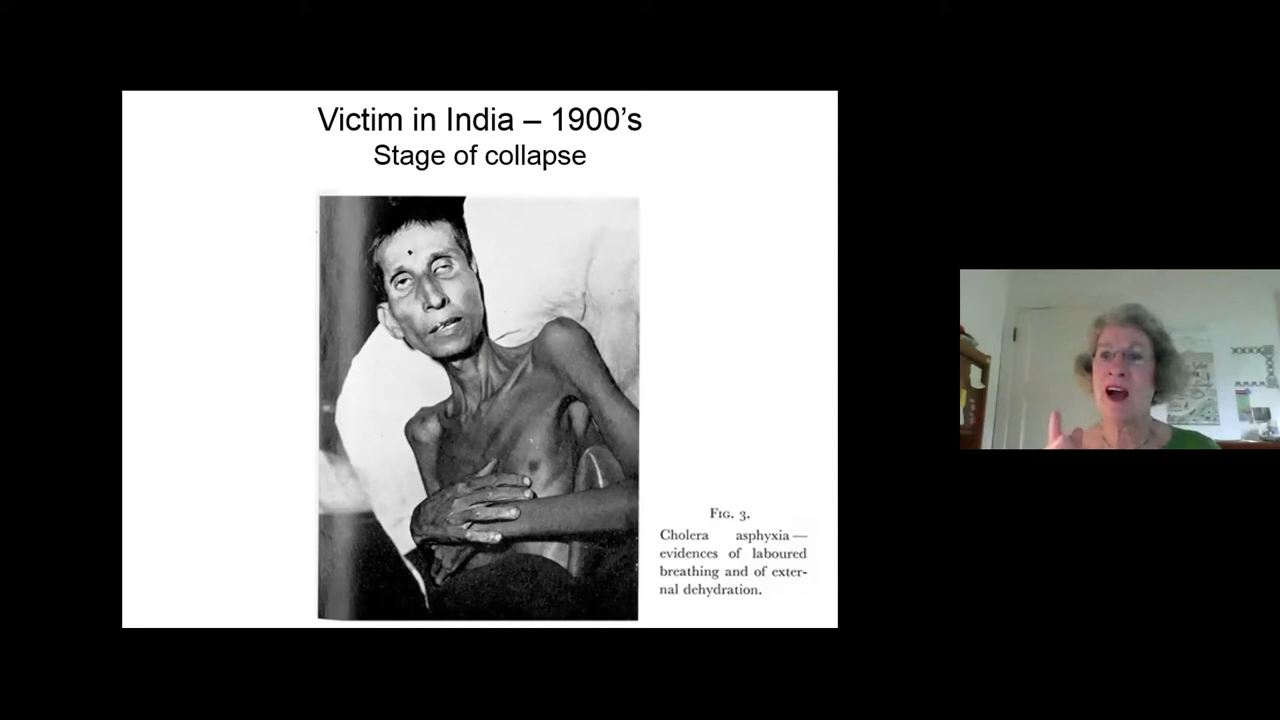 Victim in India – 1900's
Stage of collapse
FIG. 3.
Cholera asphyxia—
evidences of laboured
breathing and of exter-
nal dehydration.